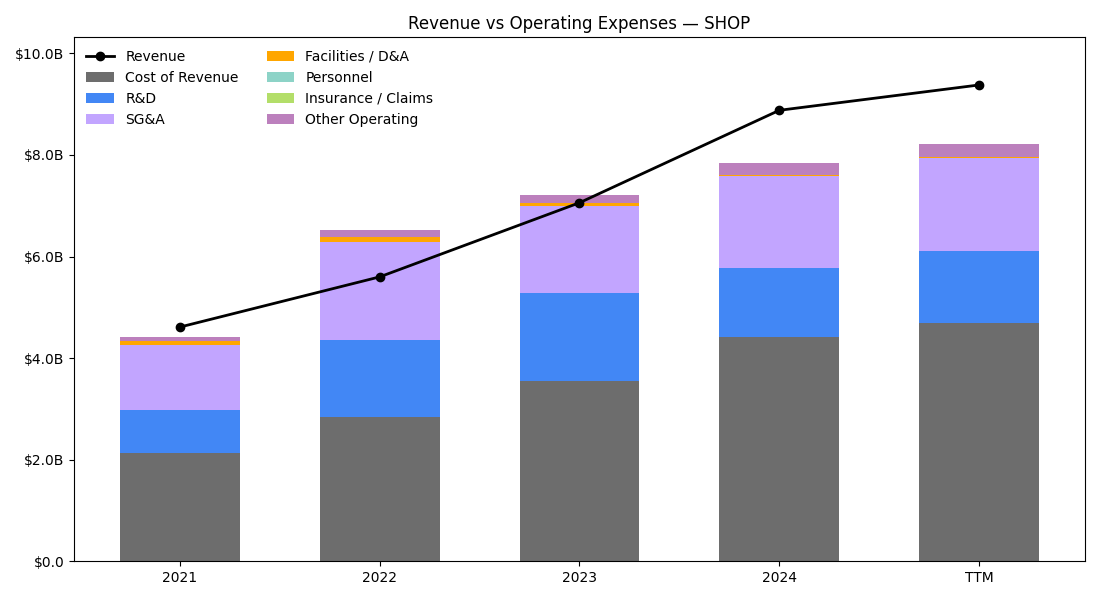 Revenue vs Operating Expenses — SHOP
$10.0B
$8.0B
$6.0B
$4.0B
$2.0B
$0.0
Revenue
Cost of Revenue
R&D
SG&A
Facilities / D&A
Personnel
Insurance / Claims
Other Operating
2021
2022
2023
2024
TTM